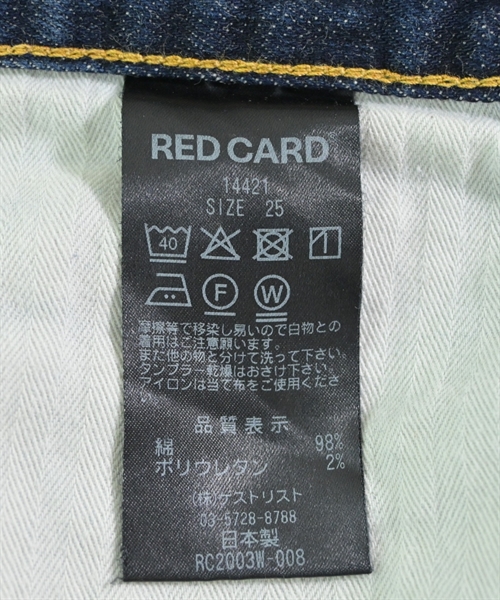 RED CARD
14421
SIZE 25
40
F W
摩擦等で移染し易いので白物との
着用はご注意願います。
また他の物と分けて洗って下さい
タンブラー乾燥はおさけ下さい。
アイロンは当て布をご使用ください
品質表示
綿 98%
ポリウレタン 2%
(株)ゲストリスト
03-5728-8788
日本製
RC2003W-008